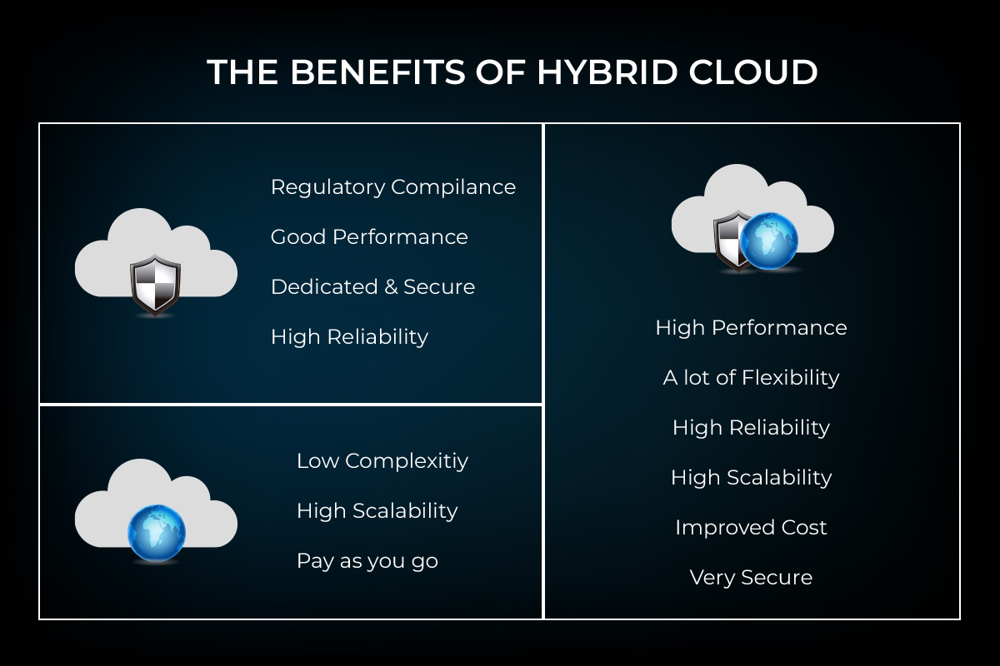 THE BENEFITS OF HYBRID CLOUD
Regulatory Compilance
Good Performance
Dedicated & Secure
High Reliability
Low Complexitiy
High Scalability
Pay as you go
High Performance
A lot of Flexibility
High Reliability
High Scalability
Improved Cost
Very Secure